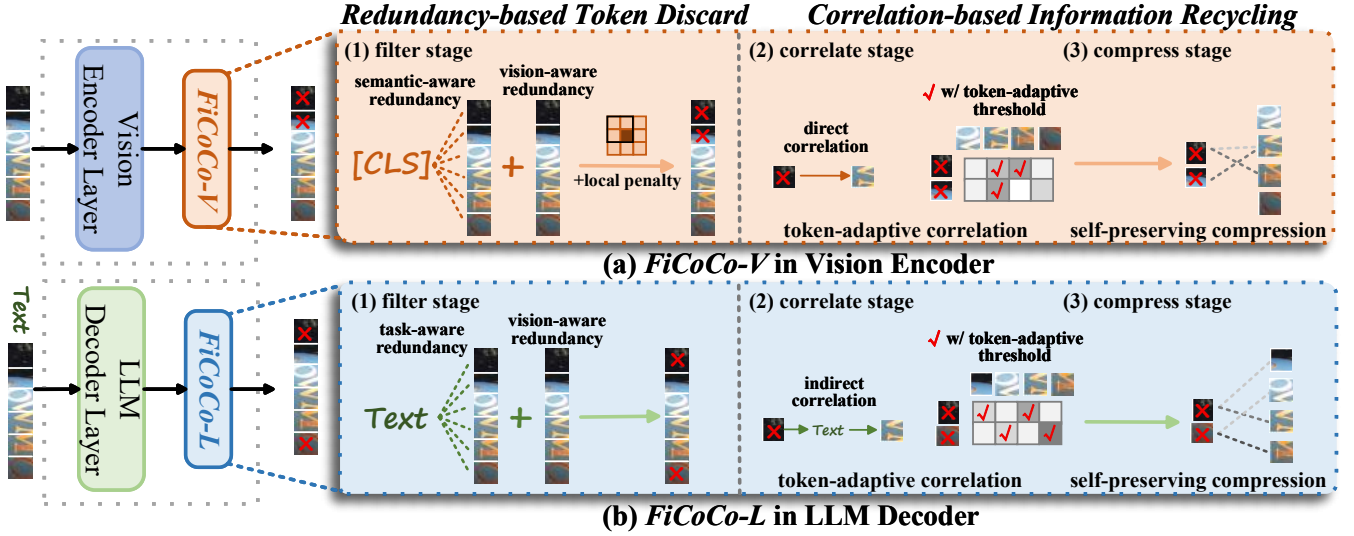 Redundancy-based Token Discard
Correlation-based Information Recycling
Vision
Encoder Layer
FiCoCo-V
(1) filter stage
semantic-aware
redundancy
vision-aware
redundancy
[CLS]
+
+local penalty
(2) correlate stage
direct
correlation
✓ w/ token-adaptive
threshold
token-adaptive correlation
(3) compress stage
self-preserving compression
(a) FiCoCo-V in Vision Encoder
Text
LLM
Decoder Layer
FiCoCo-L
(1) filter stage
task-aware
redundancy
vision-aware
redundancy
Text
+
(2) correlate stage
indirect
correlation
Text
✓ w/ token-adaptive
threshold
token-adaptive correlation
(3) compress stage
self-preserving compression
(b) FiCoCo-L in LLM Decoder